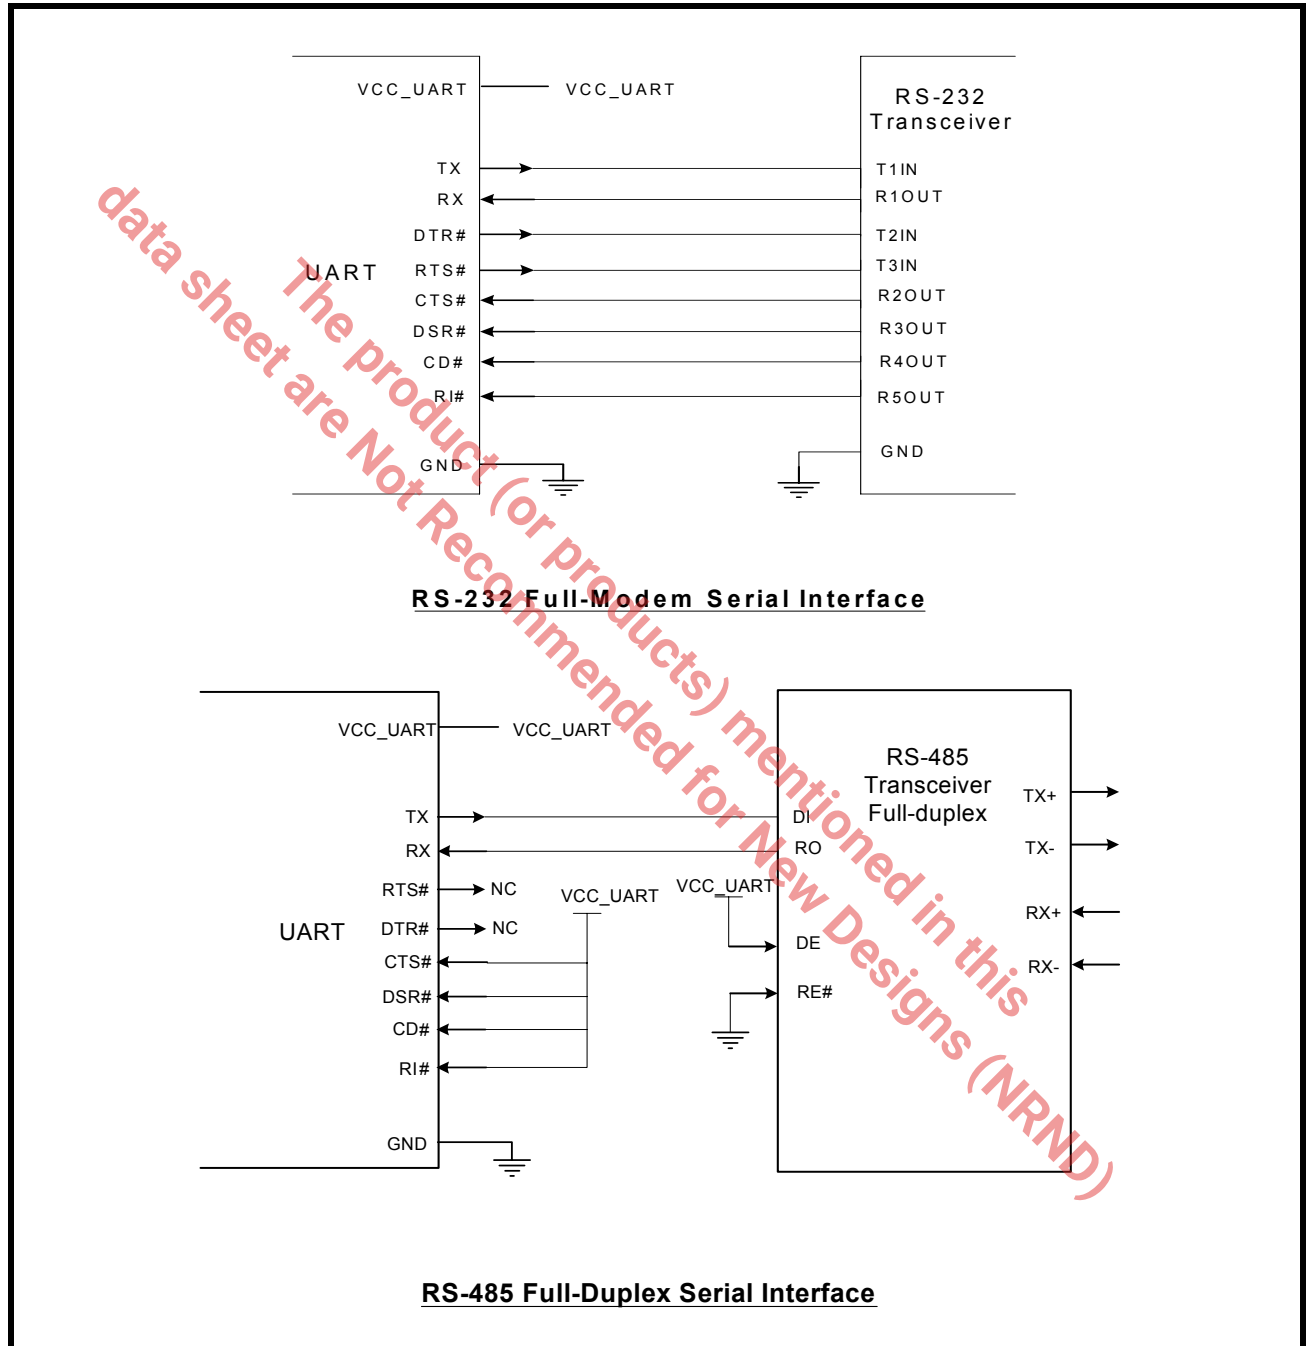 VCC_UART
VCC_UART
RS-232
Transceiver
TX
T1IN
RX
R1OUT
DTR#
T2IN
UART
RTS#
T3IN
CTS#
R2OUT
DSR#
R3OUT
CD#
R4OUT
RI#
R5OUT
GND
GND
RS-232 Full-Modem Serial Interface
The product (or products) mentioned in this
data sheet are Not Recommended for New Designs (NRND)
VCC_UART
VCC_UART
RS-485
Transceiver
Full-duplex
TX+
TX
DI
RX
RO
TX-
RTS#
NC
VCC_UART
VCC_UART
RX+
UART
DTR#
NC
DE
CTS#
RX-
DSR#
RE#
CD#
RI#
GND
RS-485 Full-Duplex Serial Interface